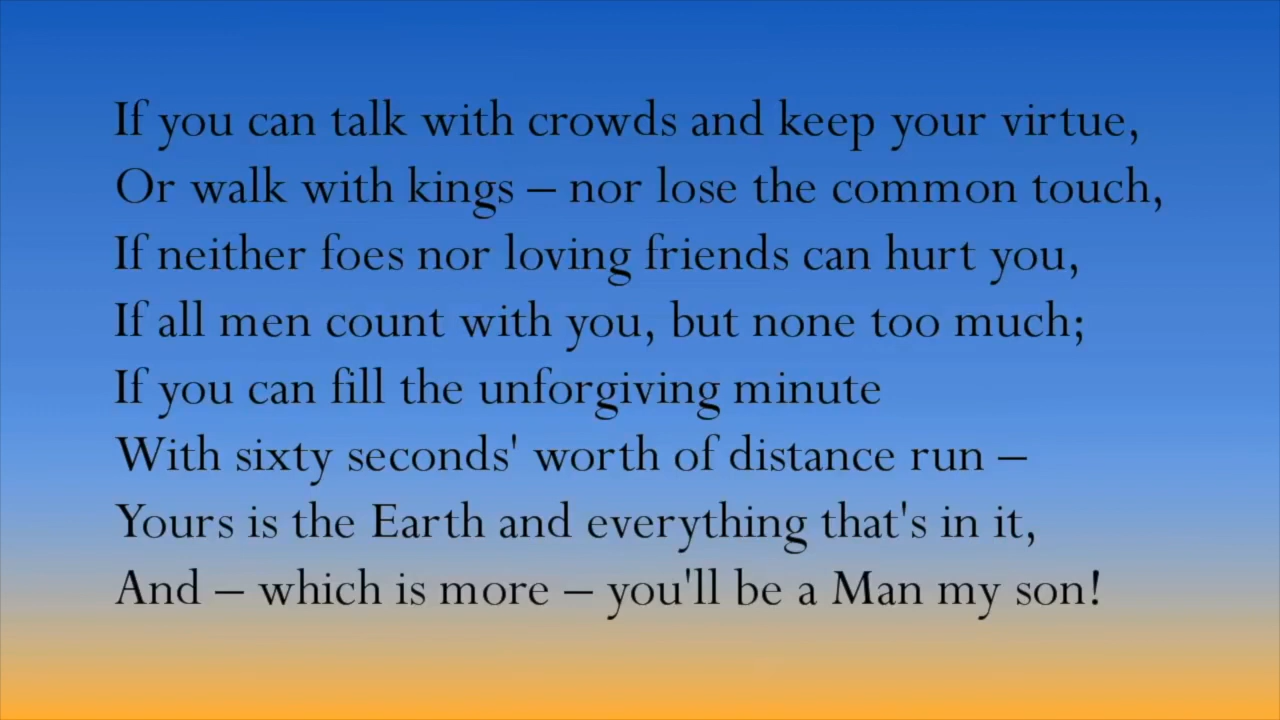 If you can talk with crowds and keep your virtue,
Or walk with kings – nor lose the common touch,
If neither foes nor loving friends can hurt you,
If all men count with you, but none too much;
If you can fill the unforgiving minute
With sixty seconds' worth of distance run –
Yours is the Earth and everything that's in it,
And – which is more – you'll be a Man my son!